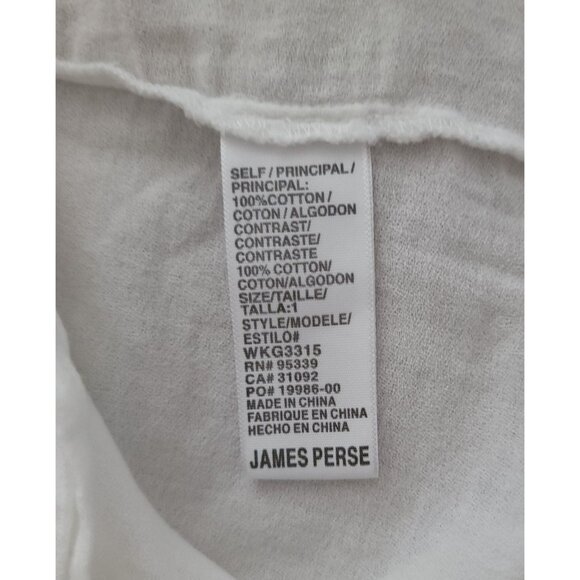 SELF/PRINCIPAL/
PRINCIPAL:
100%COTTON/
COTON/ALGODON
CONTRAST/
CONTRASTE/
CONTRASTE
100% COTTON/
COTON/ALGODON
SIZE/TAILLE/
TALLA:1
STYLE/MODELE/
ESTILO#
WKG3315
RN# 95339
CA# 31092
PO# 19986-00
MADE IN CHINA
FABRIQUE EN CHINA
HECHO EN CHINA
JAMES PERSE